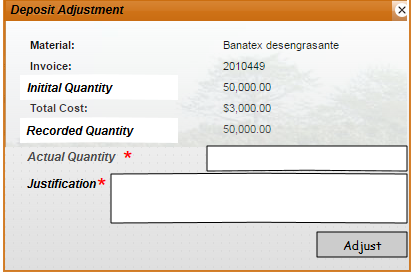 Deposit Adjustment
Material: Banatex desengrasante
Invoice: 2010449
Initital Quantity 50,000.00
Total Cost: $3,000.00
Recorded Quantity 50,000.00
Actual Quantity *
Justification*
Adjust